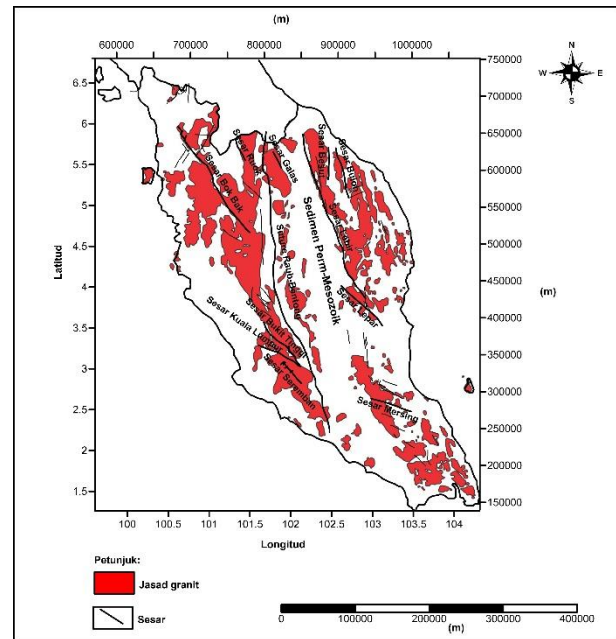 (m)
600000 700000 800000 900000 1000000
6.5
6
5.5
5
4.5
4
3.5
3
2.5
2
1.5
Latitud
750000
700000
650000
600000
550000
500000
450000
400000
350000
300000
250000
200000
150000
(m)
N
W E
S
Sesar Bok Bak
Sesar Galas
Sesar Lebir
Sedimen Perm-Mesozoik
Sesar Lepar
Sesar Bukit Tinggi
Sesar Kuala Lumpur
Sesar Seremban
Sesar Mersing
100 100.5 101 101.5 102 102.5 103 103.5 104
Longitud
Petunjuk:
Jasad granit
Sesar
0 100000 200000 300000 400000
(m)